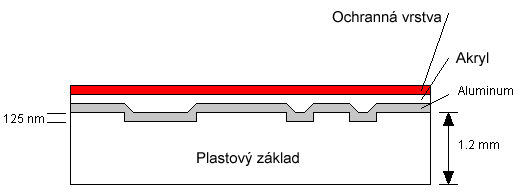 Ochranná vrstva
Akryl
Aluminum
125 nm
1.2 mm
Plastový základ